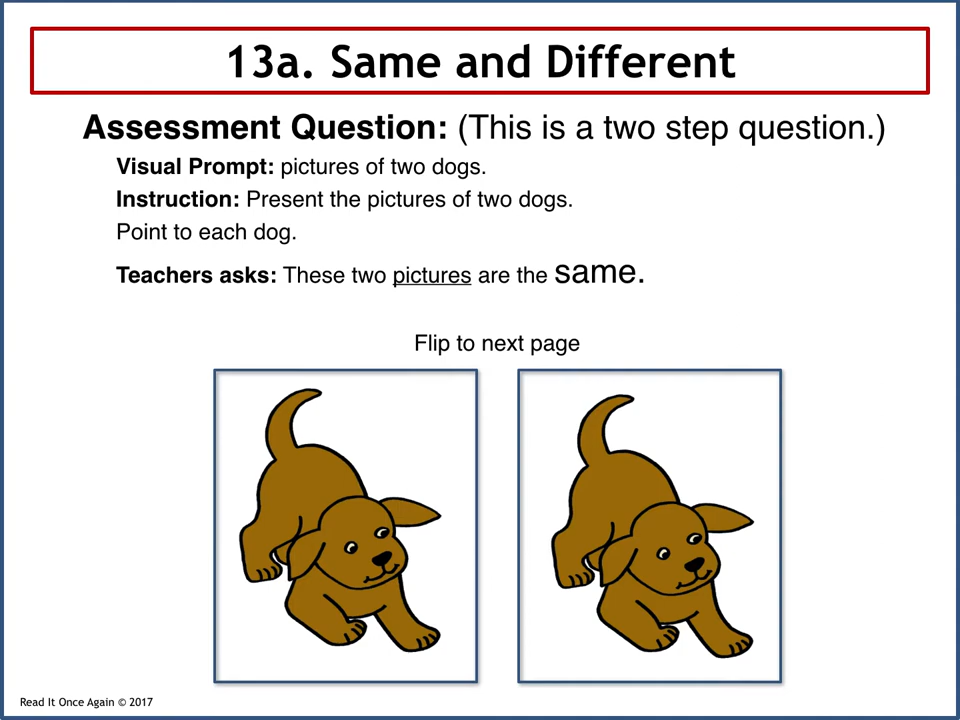 13a. Same and Different
Assessment Question: (This is a two step question.)
Visual Prompt: pictures of two dogs.
Instruction: Present the pictures of two dogs.
Point to each dog.
Teachers asks: These two pictures are the same.
Flip to next page
Read It Once Again © 2017